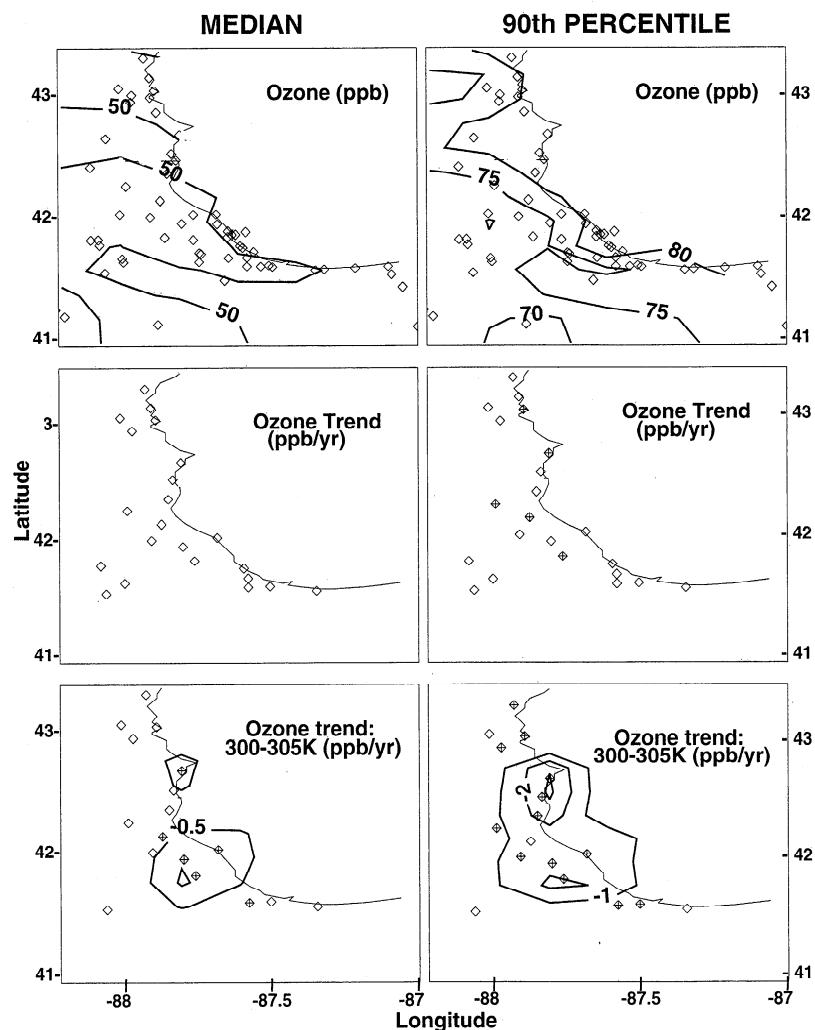 MEDIAN
90th PERCENTILE
Ozone (ppb)
Ozone (ppb)
43
43
50
50
75
42
42
80
50
75
70
41
41
Ozone Trend
(ppb/yr)
Ozone Trend
(ppb/yr)
3
43
Latitude
42
42
41
41
Ozone trend:
300-305K (ppb/yr)
Ozone trend:
300-305K (ppb/yr)
43
43
-2
-0.5
42
42
-1
41
41
-88
-87.5
-87
-88
-87.5
-87
Longitude